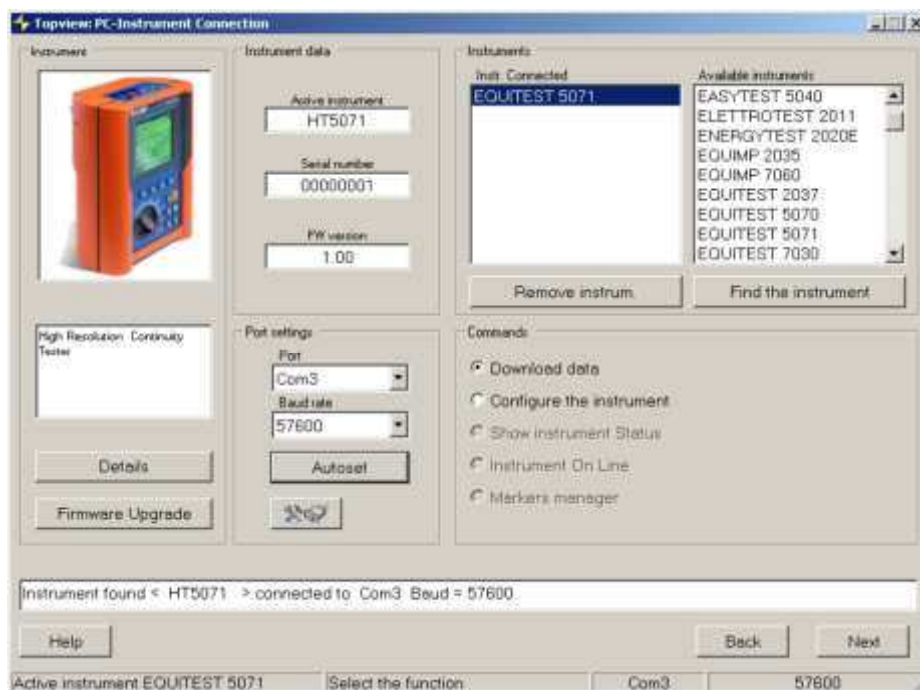 Topview: PC-Instrument Connection
Instrument
Instrument data
Active instrument
HT5071
Serial number
00000001
FW version
1.00
Instruments
Instr. Connected
EQUITEST 5071
Available instruments
EASYTEST 5040
ELETTROTEST 2011
ENERGYTEST 2020E
EQUIMP 2035
EQUIMP 7060
EQUITEST 2037
EQUITEST 5070
EQUITEST 5071
EQUITEST 7030
Remove instrum.
Find the instrument
High Resolution Continuity
Tester
Details
Firmware Upgrade
Port settings
Port
Com3
Baud rate
57600
Autoset
Commands
Download data
Configure the instrument
Show instrument Status
Instrument On Line
Markers manager
Instrument found < HT5071 > connected to Com3 Baud = 57600
Help
Back
Next
Active instrument EQUITEST 5071
Select the function
Com3
57600